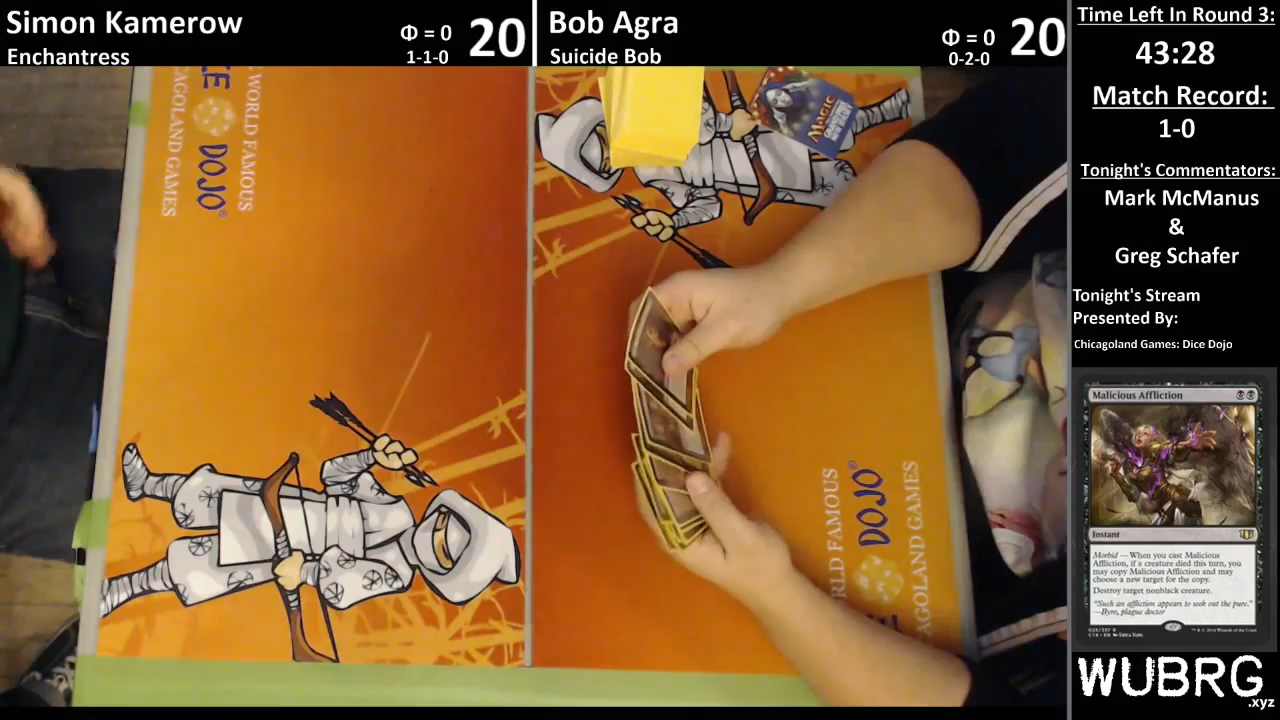 Simon Kamerow
Enchantress
Φ = 0
1-1-0
20
Bob Agra
Suicide Bob
Φ = 0
0-2-0
20
Time Left In Round 3:
43:28
Match Record:
1-0
Tonight's Commentators:
Mark McManus
&
Greg Schafer
Tonight's Stream
Presented By:
Chicagoland Games: Dice Dojo
Malicious Affliction
Instant
Morbid — When you cast Malicious
Affliction, if a creature died this turn, you
may copy Malicious Affliction and may
choose a new target for the copy.
Destroy target nonblack creature.
"Such an affliction appears to seek out the pure."
—Byro, plague doctor
WUBRG
.xyz
WORLD FAMOUS
DOJO®
CAGOLAND GAMES
MAGIC
RLD FAMOUS
DOJO®
CAGOLAND GAMES